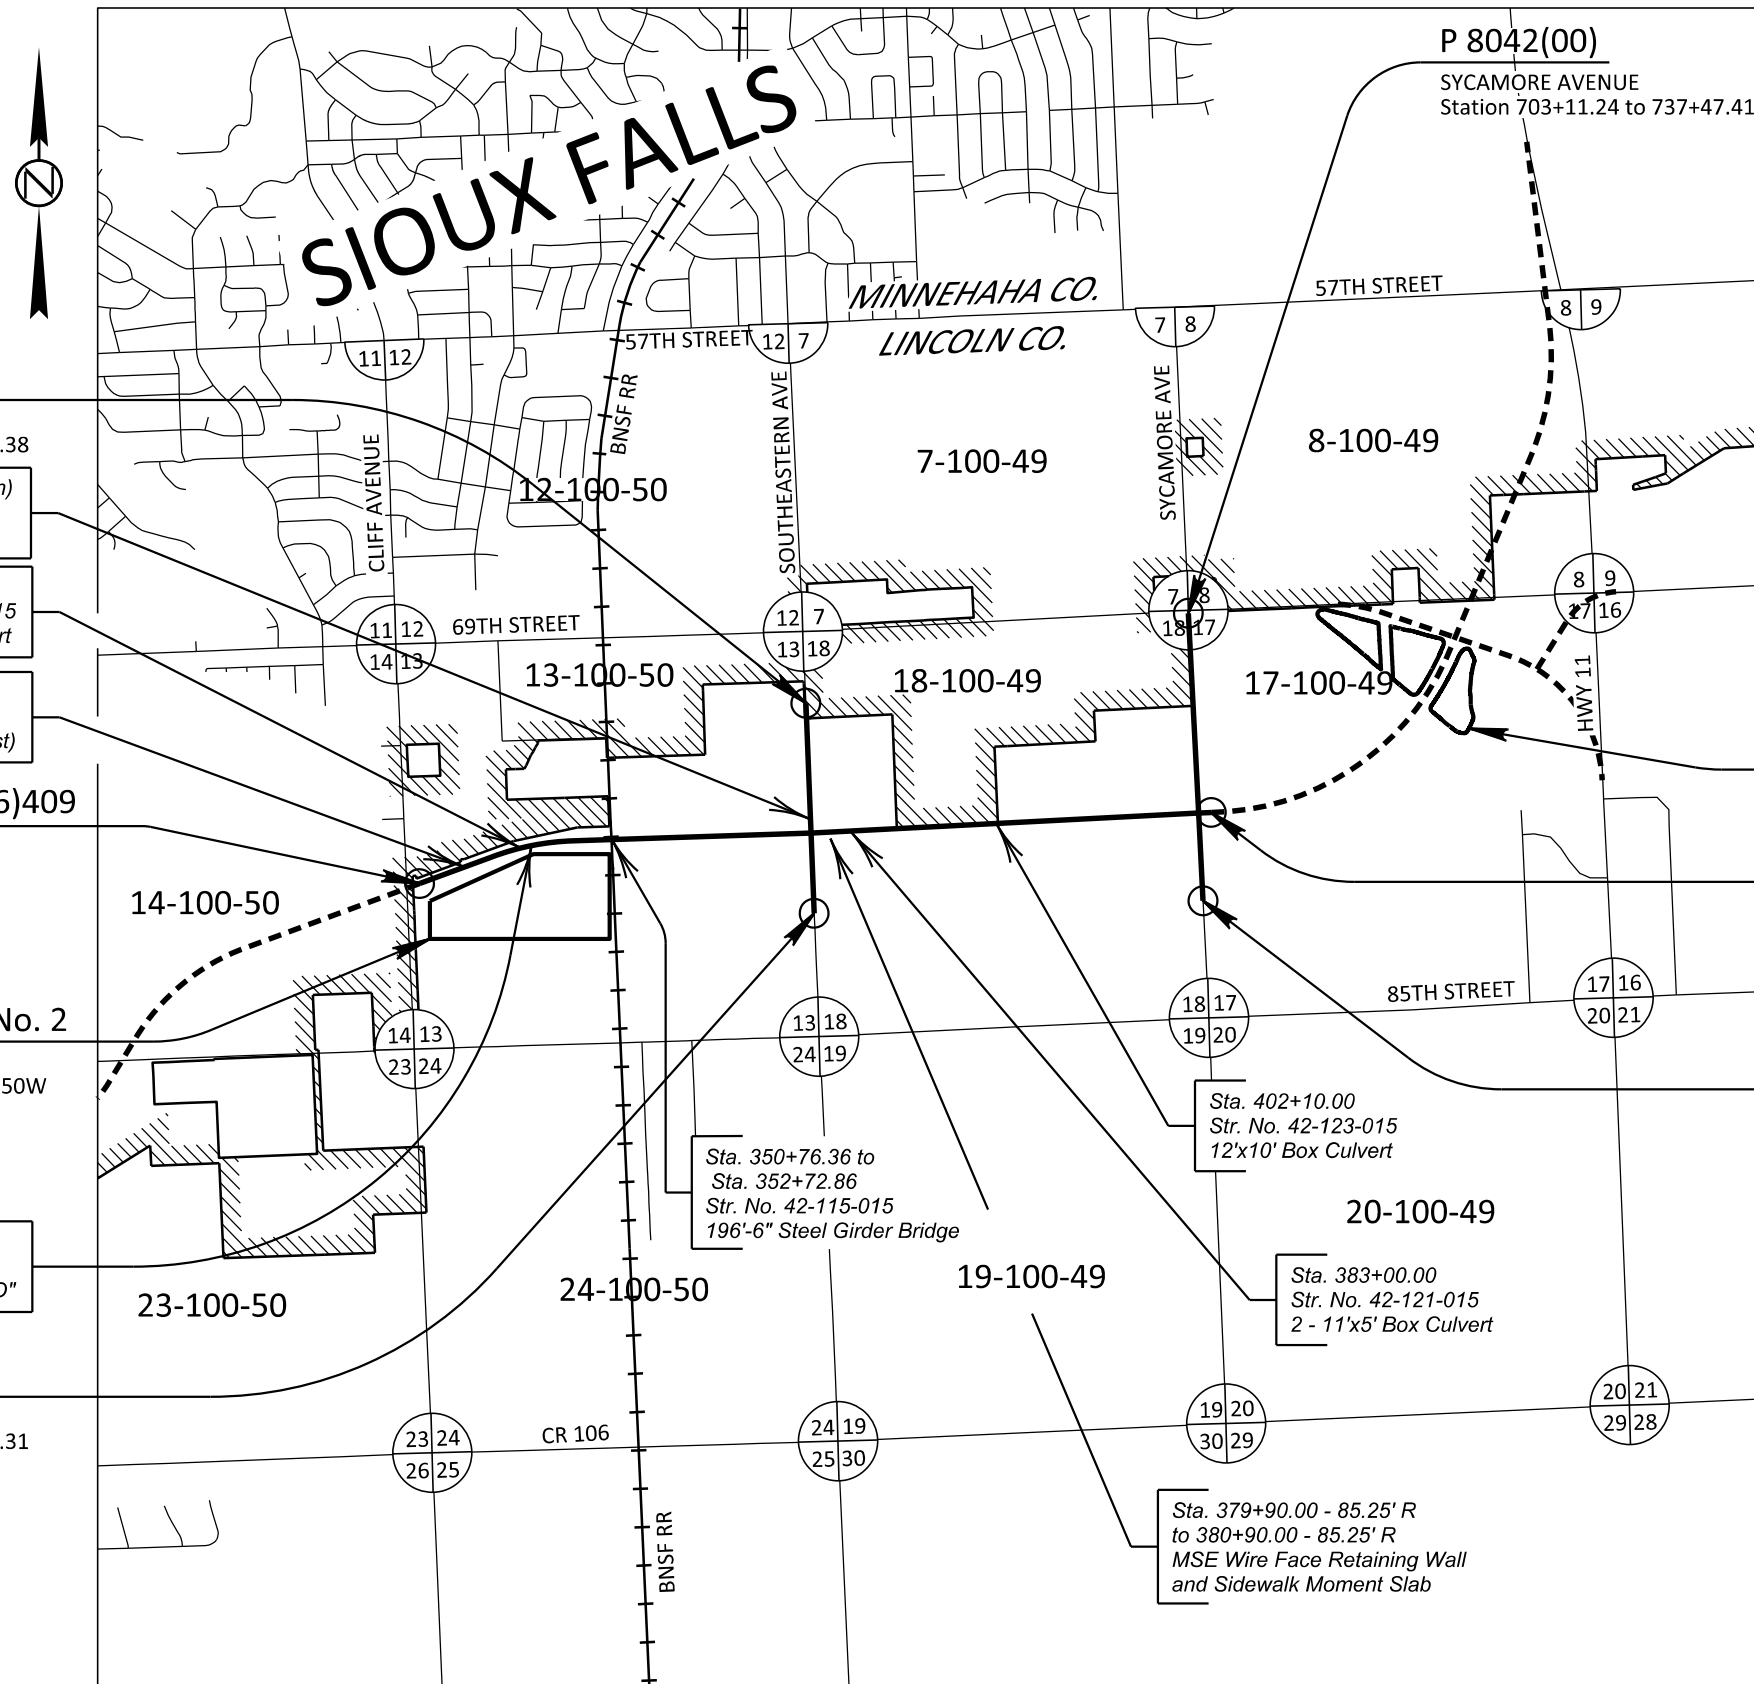 P 8042(00)
SYCAMORE AVENUE
Station 703+11.24 to 737+47.41
N
SIOUX FALLS
MINNEHAHA CO.
LINCOLN CO.
57TH STREET
57TH STREET
11 12
12 7
7 8
8 9
BNSF RR
CLIFF AVENUE
SOUTHEASTERN AVE
SYCAMORE AVE
.38
n)
12-100-50
7-100-49
8-100-49
15
rt
69TH STREET
11 12
14 13
12 7
13 18
7 8
18 17
8 9
17 16
13-100-50
18-100-49
17-100-49
HWY 11
st)
6)409
14-100-50
No. 2
50W
85TH STREET
14 13
23 24
13 18
24 19
18 17
19 20
17 16
20 21
Sta. 402+10.00
Str. No. 42-123-015
12'x10' Box Culvert
Sta. 350+76.36 to
Sta. 352+72.86
Str. No. 42-115-015
196'-6" Steel Girder Bridge
20-100-49
O"
23-100-50
24-100-50
19-100-49
Sta. 383+00.00
Str. No. 42-121-015
2 - 11'x5' Box Culvert
.31
CR 106
23 24
26 25
24 19
25 30
19 20
30 29
20 21
29 28
BNSF RR
Sta. 379+90.00 - 85.25' R
to 380+90.00 - 85.25' R
MSE Wire Face Retaining Wall
and Sidewalk Moment Slab